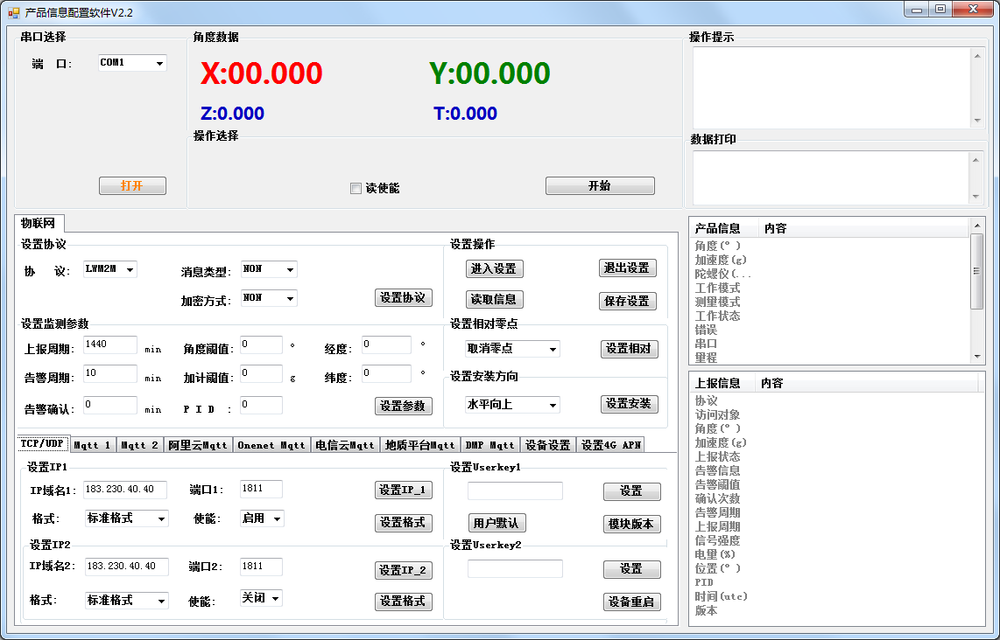 产品信息配置软件V2.2
串口选择
端 口:
COM1
打开
角度数据
X:00.000
Y:00.000
Z:0.000
T:0.000
操作选择
读使能
开始
操作提示
数据打印
物联网
设置协议
协 议:
LWM2M
消息类型:
NON
加密方式:
NON
设置协议
设置操作
进入设置
退出设置
读取信息
保存设置
设置监测参数
上报周期:
1440
min
角度阈值:
0
°
经度:
0
°
告警周期:
10
min
加计阈值:
0
g
纬度:
0
°
告警确认:
0
min
P I D :
0
设置参数
设置相对零点
取消零点
设置相对
设置安装方向
水平向上
设置安装
TCP/UDP
Mqtt 1
Mqtt 2
阿里云Mqtt
Onenet Mqtt
电信云Mqtt
地质平台Mqtt
DMP Mqtt
设备设置
设置4G APN
设置IP1
IP域名1:
183.230.40.40
端口1:
1811
设置IP_1
格式:
标准格式
使能:
启用
设置格式
设置Userkey1
设置
用户默认
模块版本
设置IP2
IP域名2:
183.230.40.40
端口2:
1811
设置IP_2
格式:
标准格式
使能:
关闭
设置格式
设置Userkey2
设置
设备重启
产品信息
内容
角度(°)
加速度(g)
陀螺仪(...
工作模式
测量模式
工作状态
错误
串口
量程
上报信息
内容
协议
访问对象
角度(°)
加速度(g)
上报状态
告警信息
告警阈值
确认次数
告警周期
上报周期
信号强度
电量(%)
位置(°)
PID
时间(utc)
版本